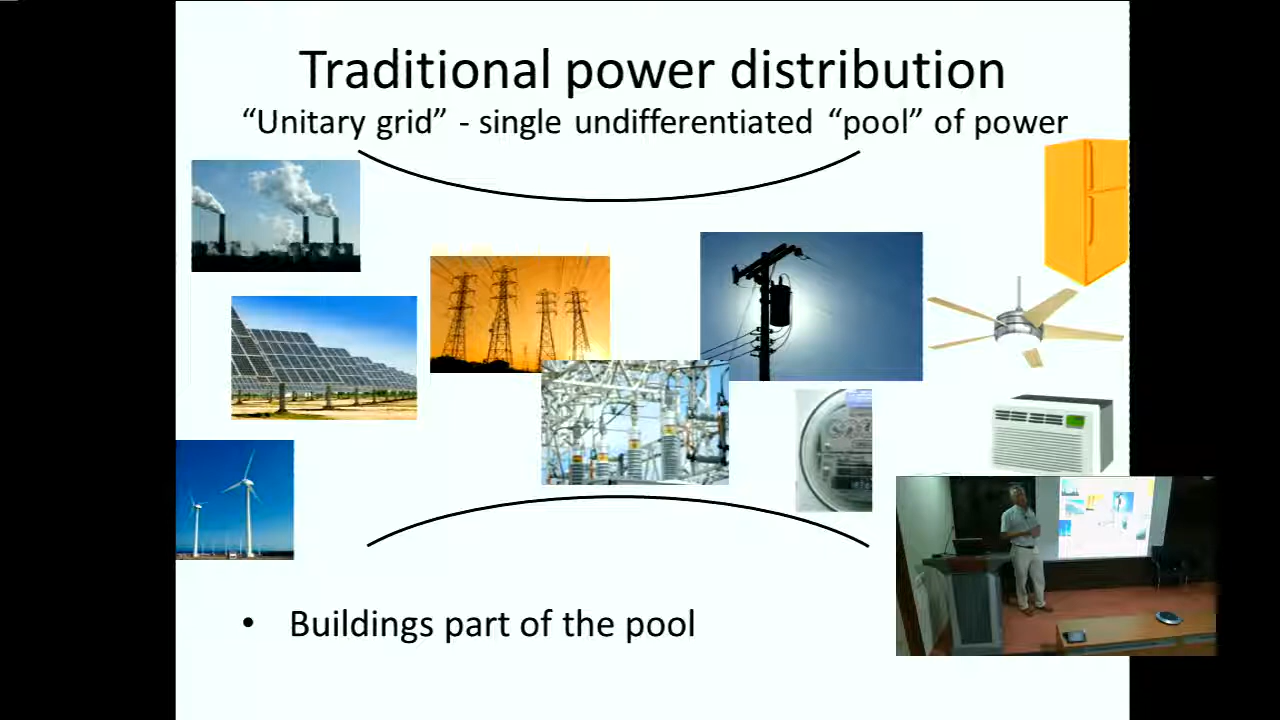 Traditional power distribution
“Unitary grid” - single undifferentiated “pool” of power
• Buildings part of the pool